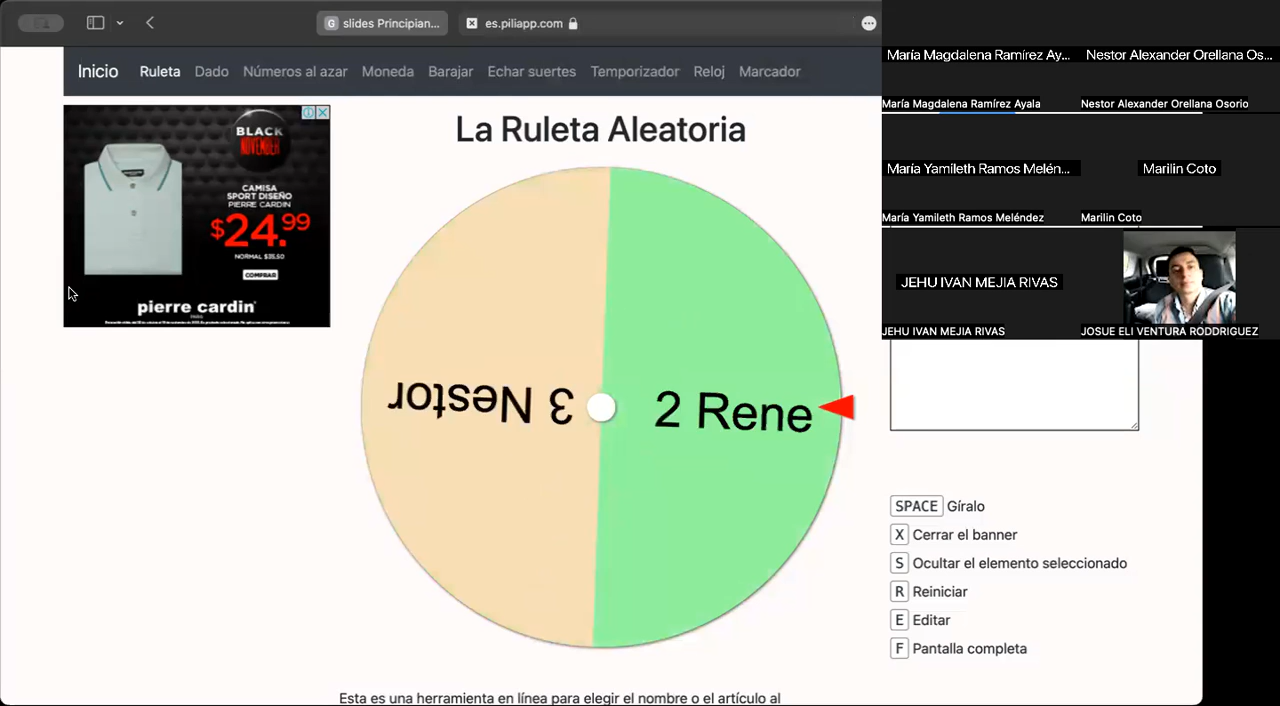 slides Principian...
es.piliapp.com
Inicio
Ruleta
Dado
Números al azar
Moneda
Barajar
Echar suertes
Temporizador
Reloj
Marcador
BLACK
NOVEMBER
CAMISA
SPORT DISEÑO
PIERRE CARDIN
$24.99
NORMAL $35.50
COMPRAR
pierre cardin
La Ruleta Aleatoria
3 Nestor
2 Rene
María Magdalena Ramírez Ay...
Nestor Alexander Orellana Os...
María Magdalena Ramírez Ayala
Nestor Alexander Orellana Osorio
María Yamileth Ramos Melén...
Marilin Coto
María Yamileth Ramos Meléndez
Marilin Coto
JEHU IVAN MEJIA RIVAS
JEHU IVAN MEJIA RIVAS
JOSUE ELI VENTURA RODDRIGUEZ
SPACE Gíralo
X Cerrar el banner
S Ocultar el elemento seleccionado
R Reiniciar
E Editar
F Pantalla completa
Esta es una herramienta en línea para elegir el nombre o el artículo al